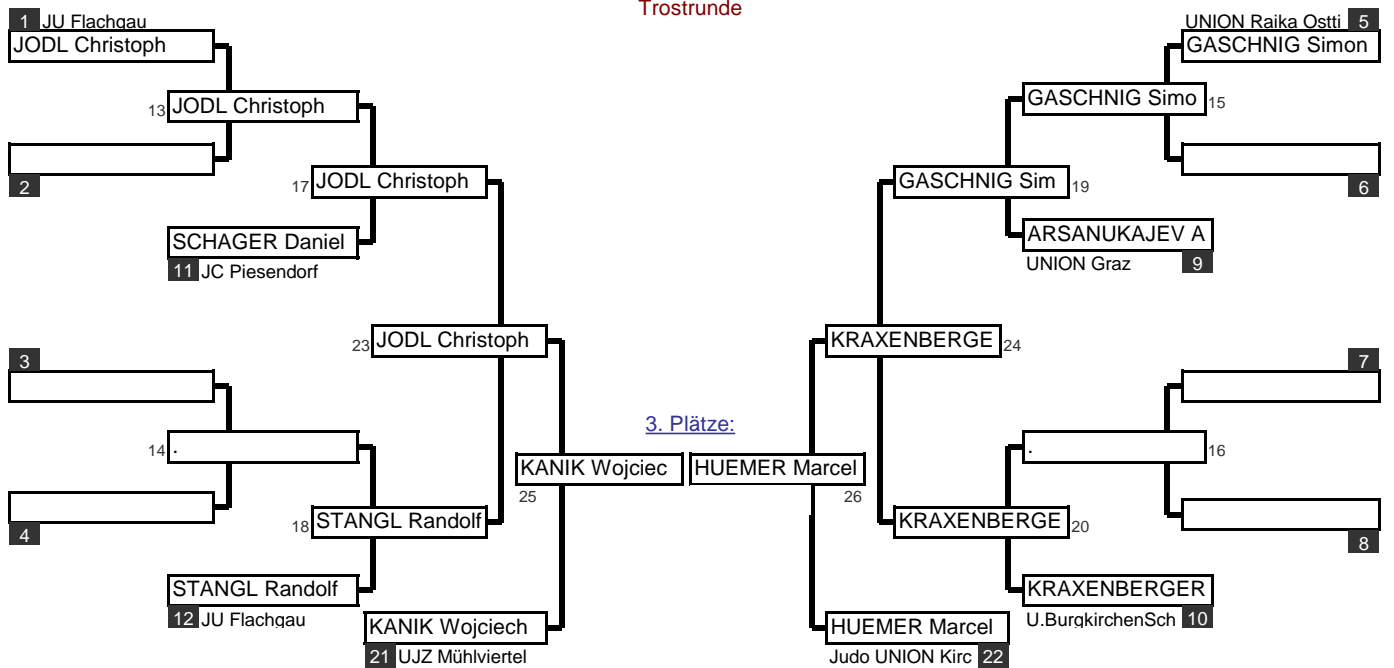 Trostrunde
1 JU Flachgau
JODL Christoph
13 JODL Christoph
2
17 JODL Christoph
SCHAGER Daniel
11 JC Piesendorf
23 JODL Christoph
3
14 .
4
18 STANGL Randolf
STANGL Randolf
12 JU Flachgau
KANIK Wojciech
21 UJZ Mühlviertel
3. Plätze:
KANIK Wojciec
25
HUEMER Marcel
26
UNION Raika Ostti 5
GASCHNIG Simon
GASCHNIG Simo 15
6
GASCHNIG Sim 19
ARSANUKAJEV A
UNION Graz 9
KRAXENBERGE 24
7
. 16
8
KRAXENBERGE 20
KRAXENBERGER
U.BurgkirchenSch 10
HUEMER Marcel
Judo UNION Kirc 22